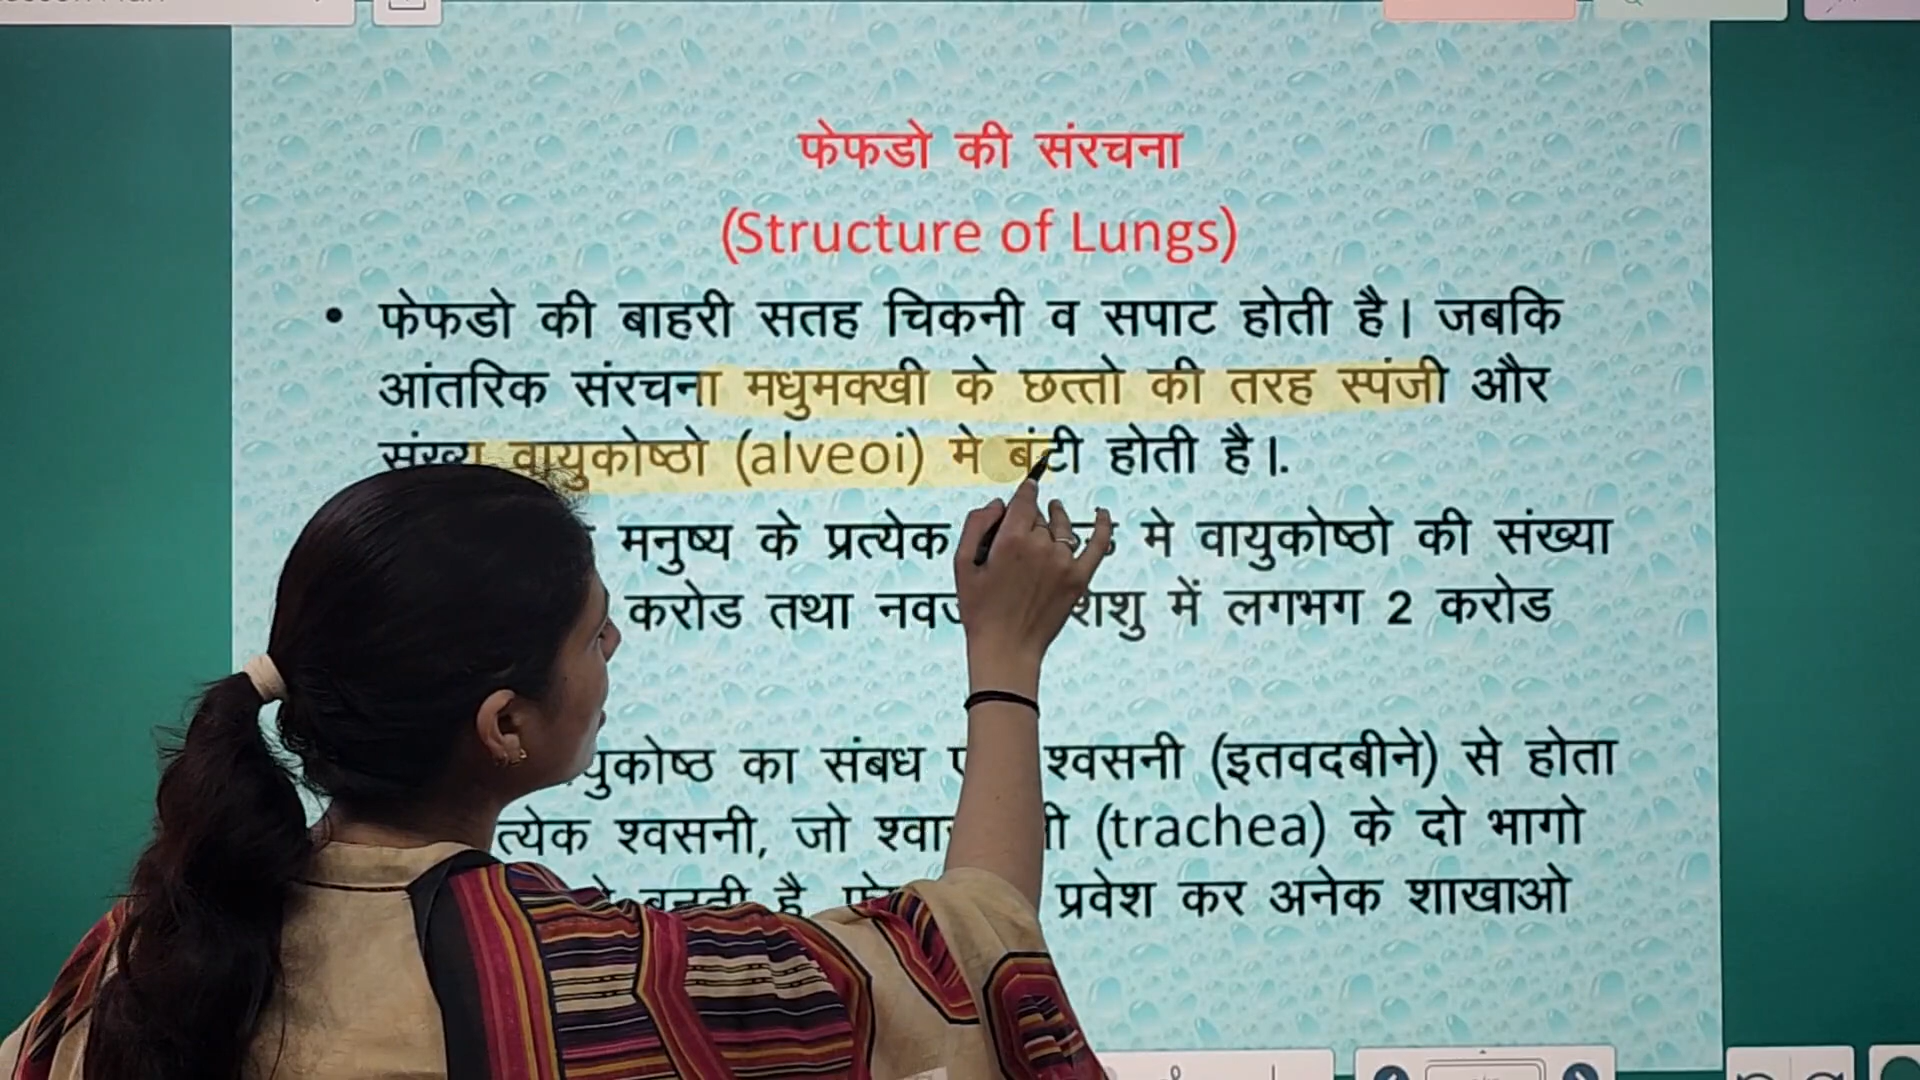 फेफडो की संरचना
(Structure of Lungs)
• फेफडो की बाहरी सतह चिकनी व सपाट होती है। जबकि
आंतरिक संरचना मधुमक्खी के छत्तो की तरह स्पंजी और
संख्य वायुकोष्ठो (alveoi) मे बंटी होती है।.
मनुष्य के प्रत्येक मे वायुकोष्ठो की संख्या
करोड तथा शिशु में लगभग 2 करोड
का संबध श्वसनी (इतवदबीने) से होता
श्वसनी, जो (trachea) के दो भागो
है प्रवेश कर अनेक शाखाओ